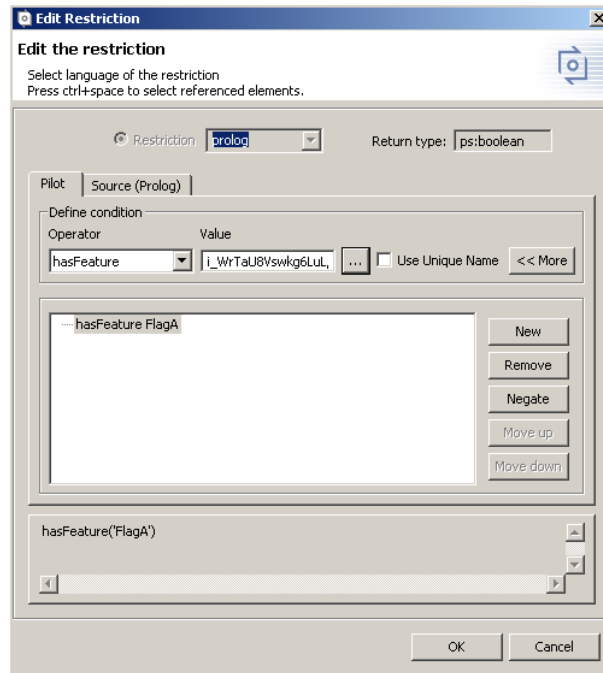 Edit Restriction
Edit the restriction
Select language of the restriction
Press ctrl+space to select referenced elements.
Restriction prolog Return type: ps:boolean
Pilot Source (Prolog)
Define condition
Operator Value
hasFeature i_WrTaU8Vswkg6LuL, ... Use Unique Name << More
hasFeature FlagA
New
Remove
Negate
Move up
Move down
hasFeature('FlagA')
OK Cancel